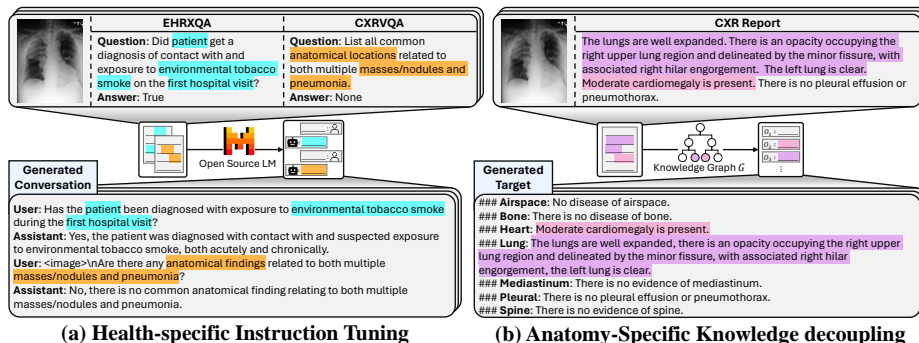 EHRXQA
Question: Did patient get a
diagnosis of contact with and
exposure to environmental tobacco
smoke on the first hospital visit?
Answer: True
CXRVQA
Question: List all common
anatomical locations related to
both multiple masses/nodules and
pneumonia.
Answer: None
Open Source LM
Generated
Conversation
User: Has the patient been diagnosed with exposure to environmental tobacco smoke
during the first hospital visit?
Assistant: Yes, the patient was diagnosed with contact with and suspected exposure
to environmental tobacco smoke, both acutely and chronically.
User: <image>\nAre there any anatomical findings related to both multiple
masses/nodules and pneumonia?
Assistant: No, there is no common anatomical finding relating to both multiple
masses/nodules and pneumonia.
(a) Health-specific Instruction Tuning
CXR Report
The lungs are well expanded. There is an opacity occupying the
right upper lung region and delineated by the minor fissure, with
associated right hilar engorgement. The left lung is clear.
Moderate cardiomegaly is present. There is no pleural effusion or
pneumothorax.
Knowledge Graph G
O₁ :
O₂ :
O₃ :
⋮
Generated
Target
### Airspace: No disease of airspace.
### Bone: There is no disease of bone.
### Heart: Moderate cardiomegaly is present.
### Lung: The lungs are well expanded, there is an opacity occupying the right upper
lung region and delineated by the minor fissure, with associated right hilar
engorgement, the left lung is clear.
### Mediastinum: There is no evidence of mediastinum.
### Pleural: There is no pleural effusion or pneumothorax.
### Spine: There is no evidence of spine.
(b) Anatomy-Specific Knowledge decoupling